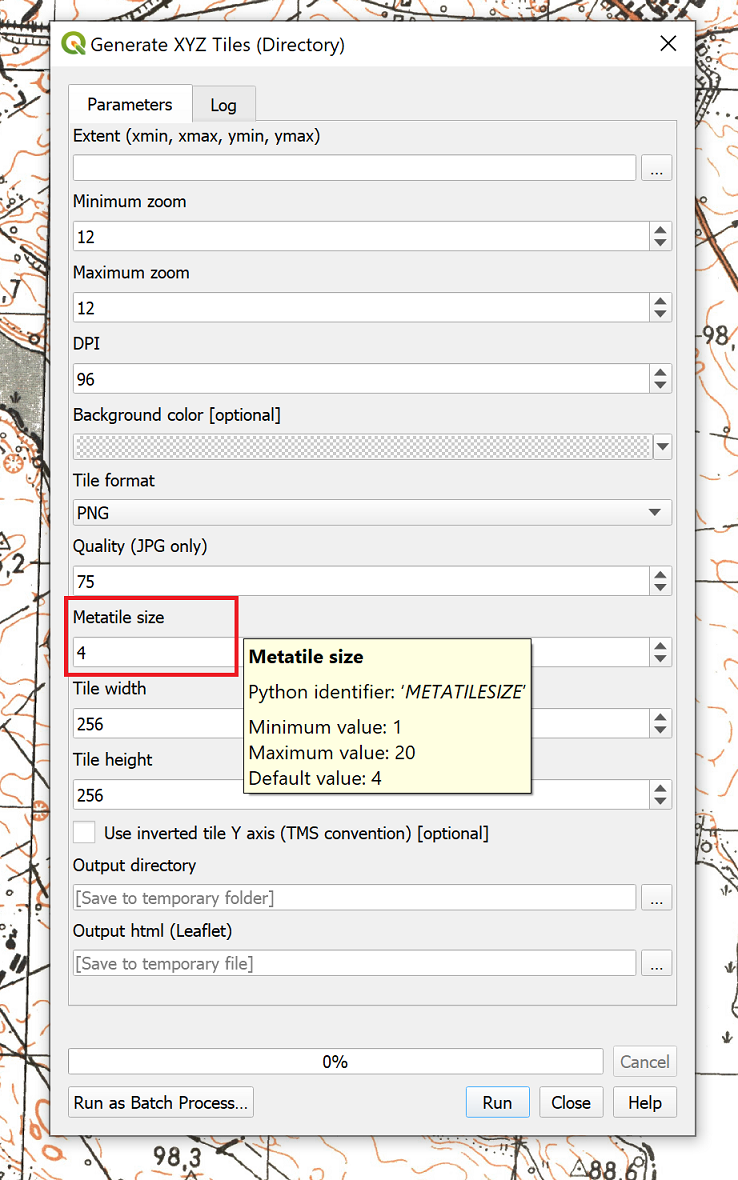 Generate XYZ Tiles (Directory)
Parameters
Log
Extent (xmin, xmax, ymin, ymax)
...
Minimum zoom
12
Maximum zoom
12
DPI
96
Background color [optional]
Tile format
PNG
Quality (JPG only)
75
Metatile size
4
Metatile size
Python identifier: 'METATILESIZE'
Minimum value: 1
Maximum value: 20
Default value: 4
Tile width
256
Tile height
256
Use inverted tile Y axis (TMS convention) [optional]
Output directory
[Save to temporary folder]
...
Output html (Leaflet)
[Save to temporary file]
...
0%
Cancel
Run as Batch Process...
Run
Close
Help
98,3
88,6